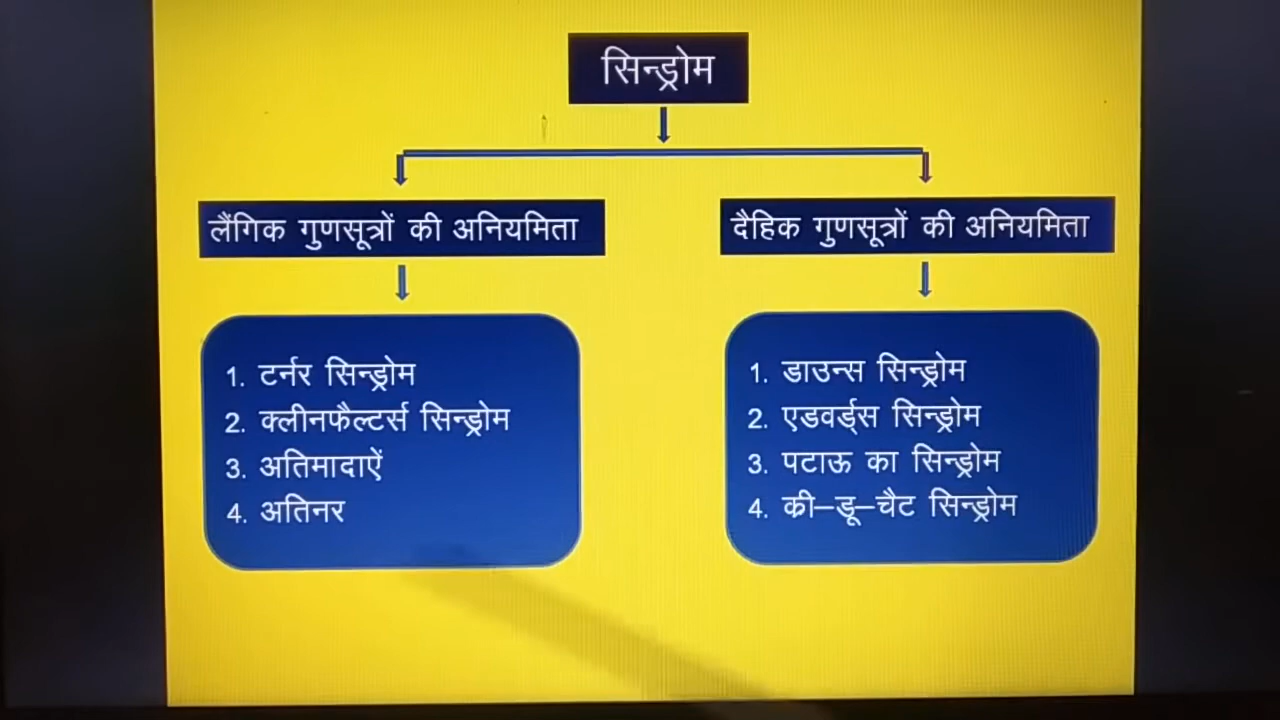 सिन्ड्रोम
लैंगिक गुणसूत्रों की अनियमिता
दैहिक गुणसूत्रों की अनियमिता
1. टर्नर सिन्ड्रोम
2. क्लीनफैल्टर्स सिन्ड्रोम
3. अतिमादाऐं
4. अतिनर
1. डाउन्स सिन्ड्रोम
2. एडवर्ड्स सिन्ड्रोम
3. पटाऊ का सिन्ड्रोम
4. क्री–डू–चैट सिन्ड्रोम